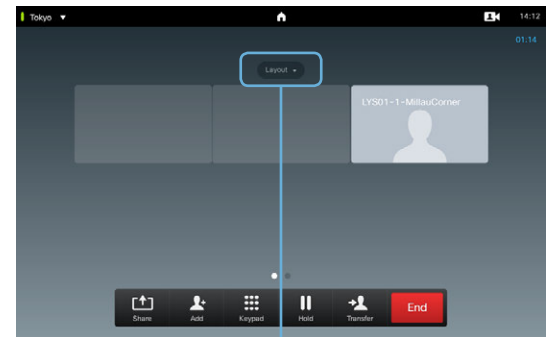 Tokyo
14:12
01:14
Layout
LYS01-1-MillauCorner
Share
Add
Keypad
Hold
Transfer
End